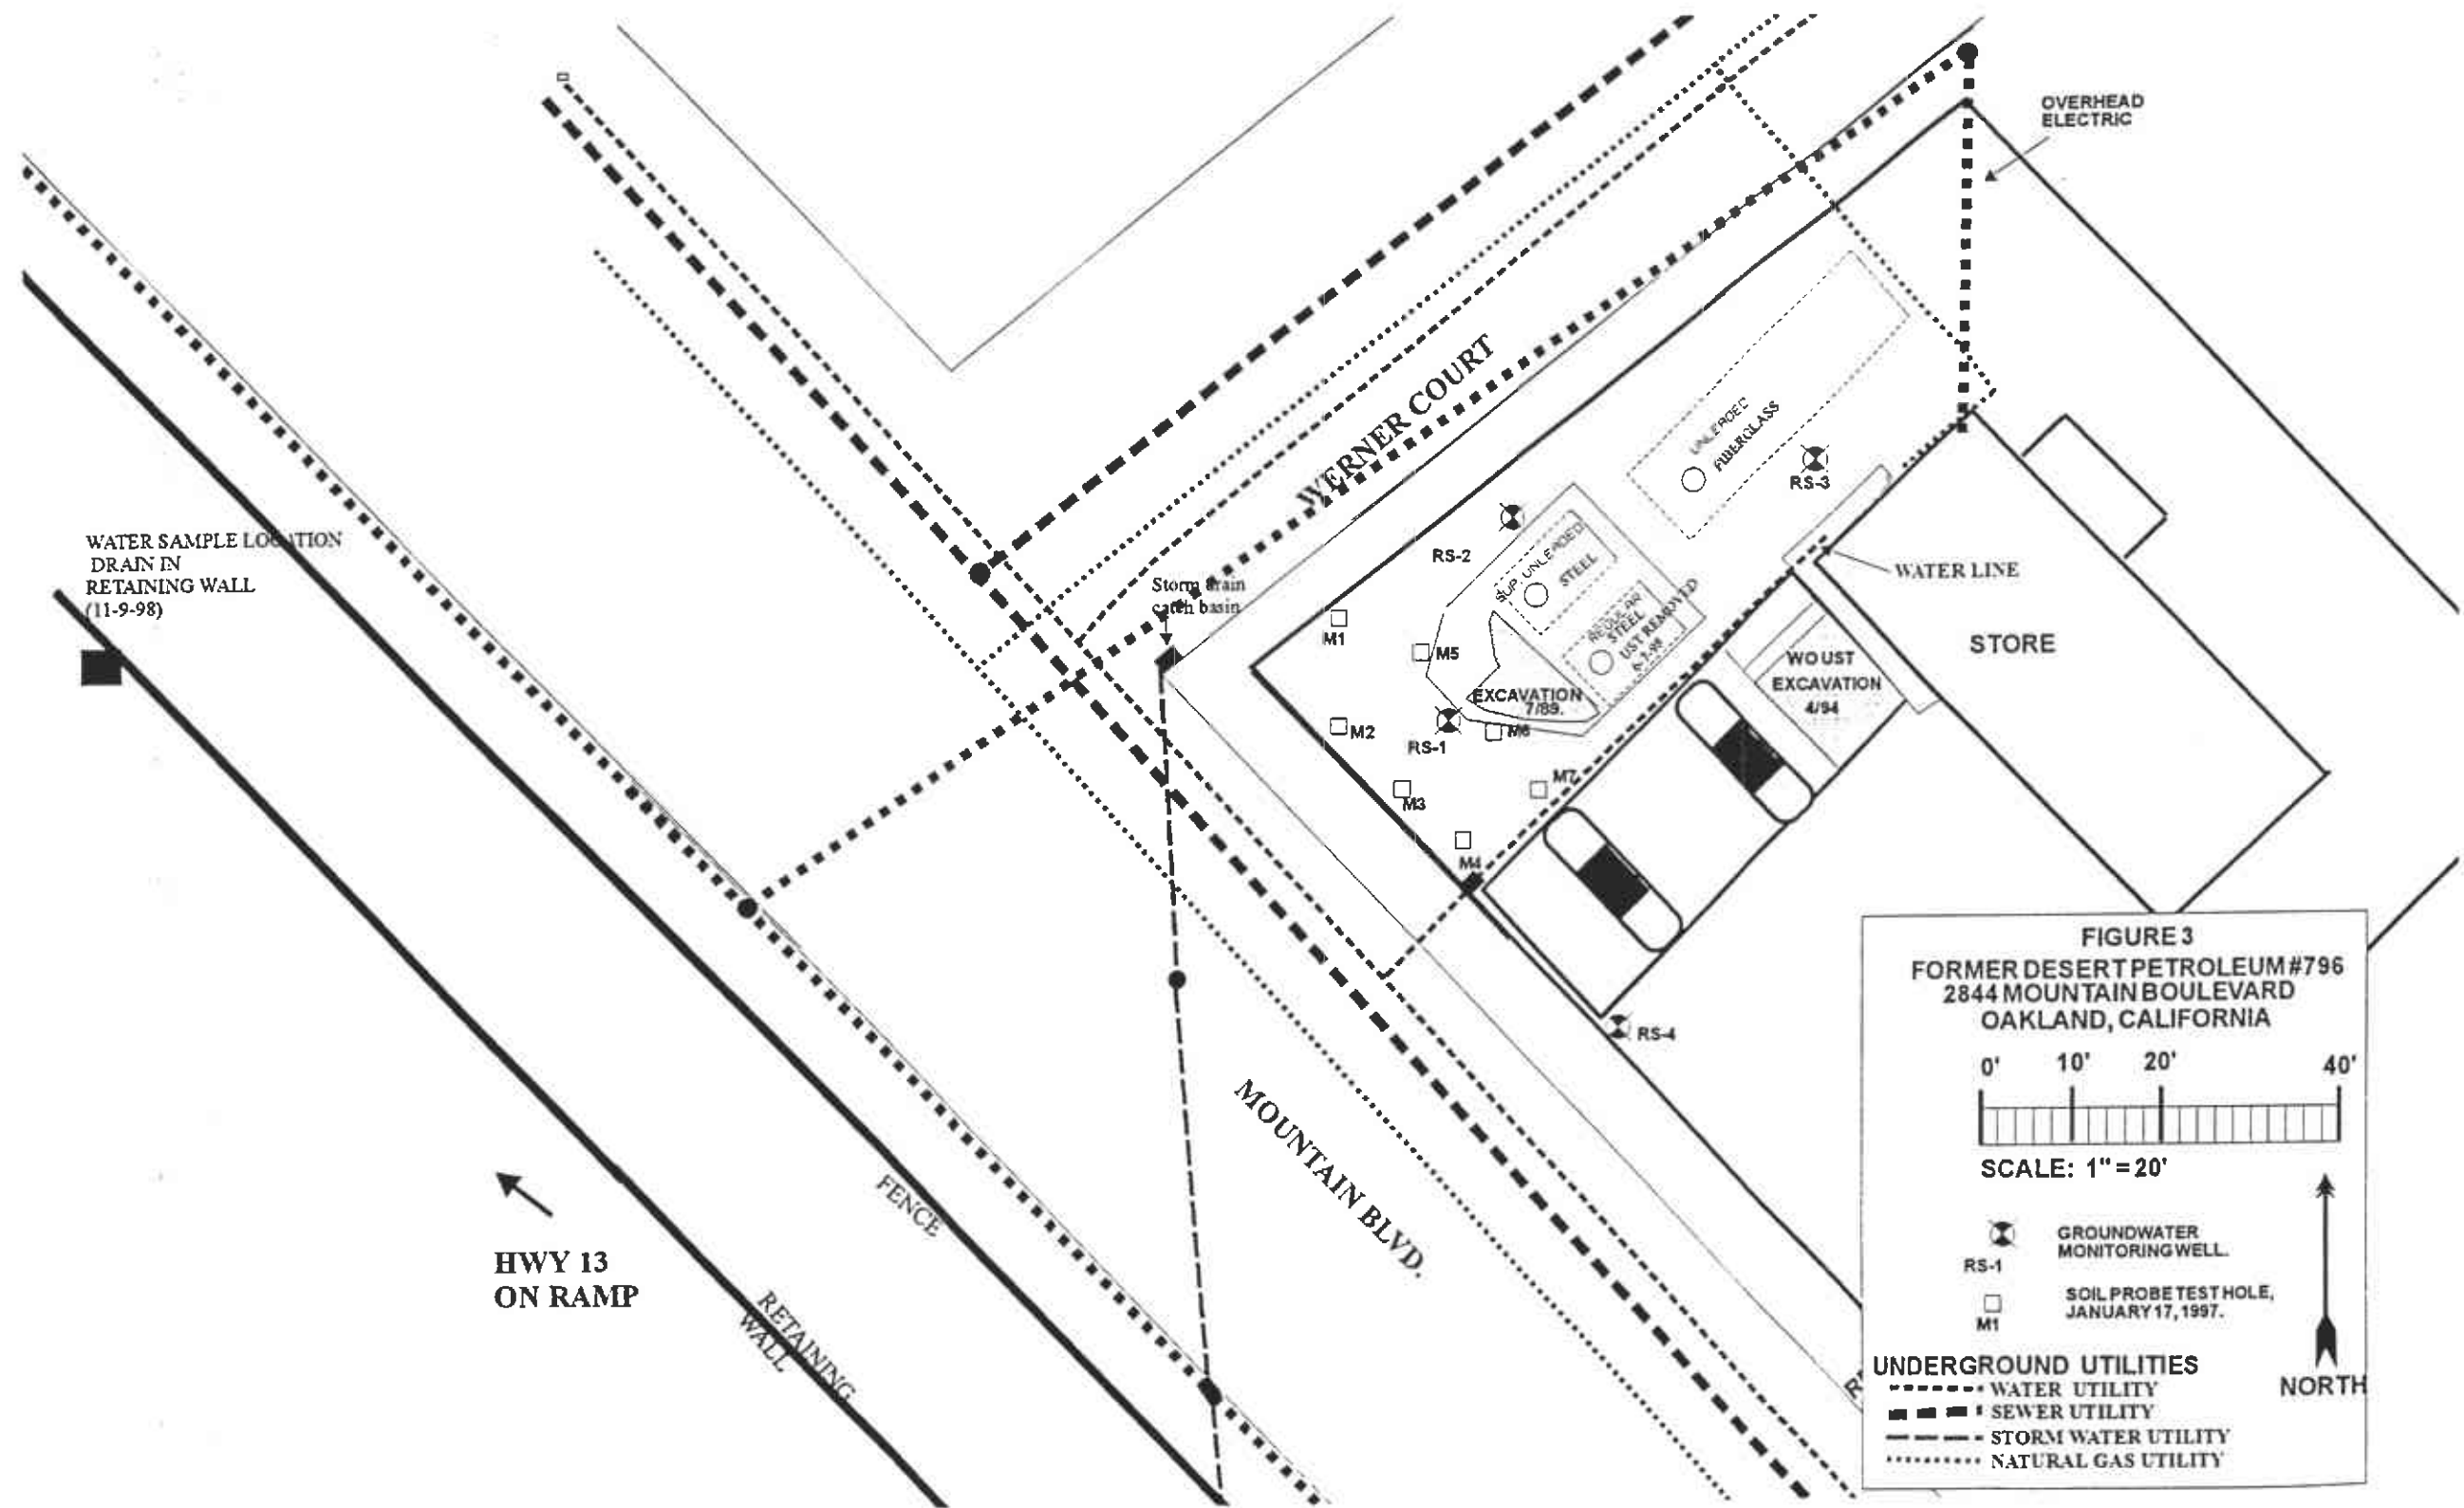 OVERHEAD
ELECTRIC
WERNER COURT
UNLEADED
FIBERGLASS
RS-3
RS-2
SUP. UNLEADED
STEEL
REGULAR
STEEL
UST REMOVED
WATER SAMPLE LOCATION
DRAIN IN
RETAINING WALL
(11-9-98)
Storm drain
catch basin
WATER LINE
M1
M5
STORE
WO UST
EXCAVATION
4/94
EXCAVATION
7/89.
M2
RS-1
M6
M3
M7
M4
RS-4
MOUNTAIN BLVD.
FENCE
HWY 13
ON RAMP
RETAINING
WALL
FIGURE 3
FORMER DESERT PETROLEUM #796
2844 MOUNTAIN BOULEVARD
OAKLAND, CALIFORNIA
0' 10' 20' 40'
SCALE: 1" = 20'
GROUNDWATER
MONITORING WELL.
RS-1
SOIL PROBE TEST HOLE,
JANUARY 17, 1997.
M1
NORTH
UNDERGROUND UTILITIES
WATER UTILITY
SEWER UTILITY
STORM WATER UTILITY
NATURAL GAS UTILITY